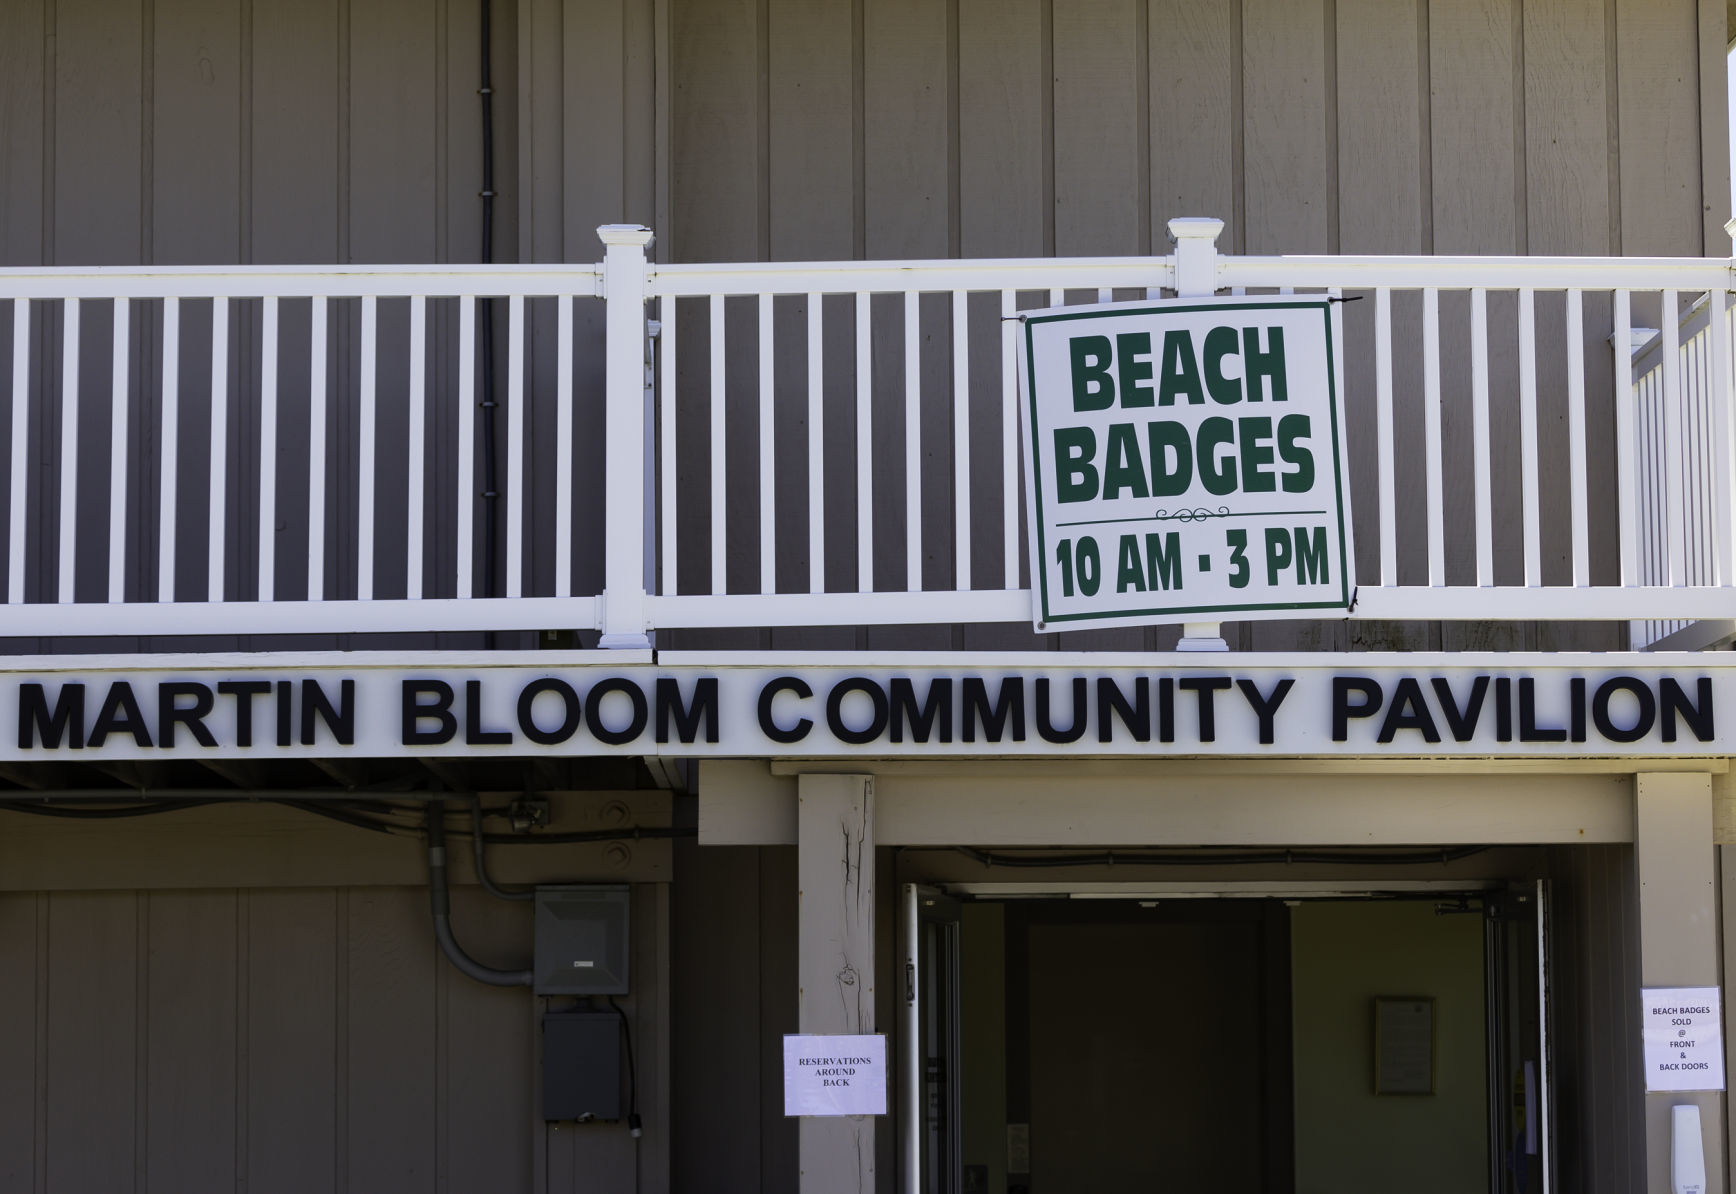 BEACH
BADGES
10 AM - 3 PM
MARTIN BLOOM COMMUNITY PAVILION
RESERVATIONS
AROUND
BACK
BEACH BADGES
SOLD
@
FRONT
&
BACK DOORS